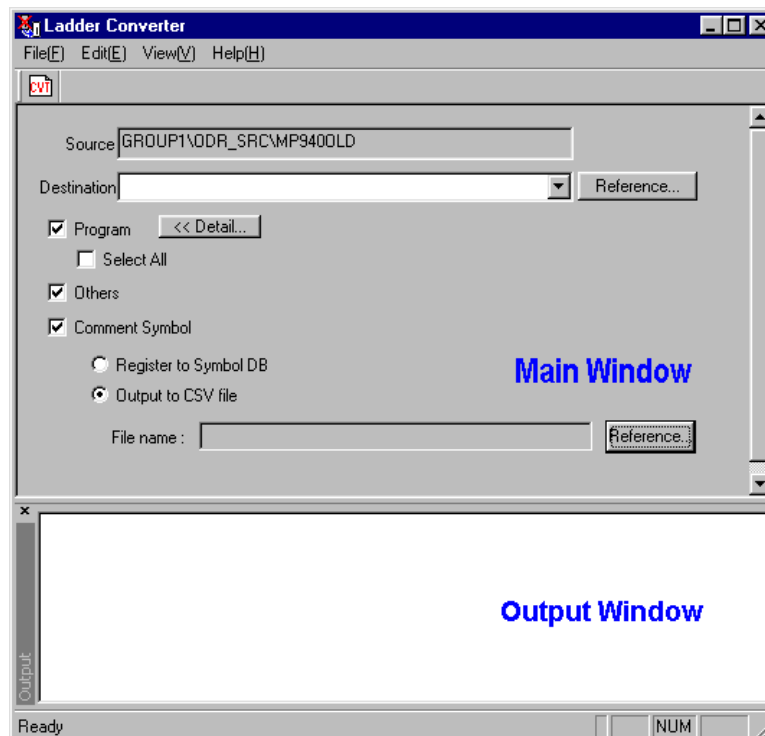 Ladder Converter
File(F) Edit(E) View(V) Help(H)
CVT
Source GROUP1\ODR_SRC\MP940OLD
Destination Reference...
Program << Detail...
Select All
Others
Comment Symbol
Register to Symbol DB
Main Window
Output to CSV file
File name : Reference..
Output Window
Output
Ready NUM